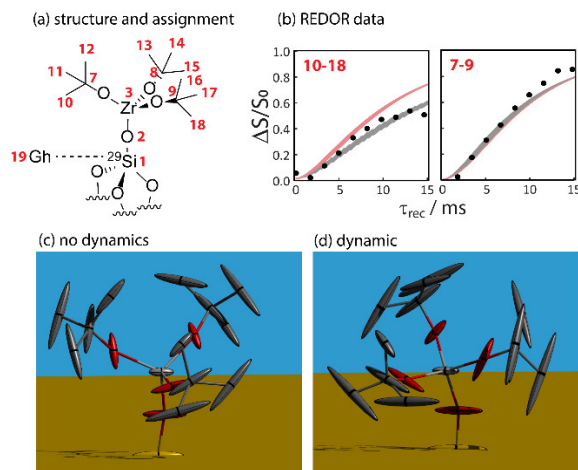 (a) structure and assignment
12
11
7
10
O
3
Zr
13
14
8
15
O
16
O
9
17
18
O 2
19Gh
29Si 1
O
O
O
(b) REDOR data
10-18
7-9
ΔS/S0
1.0
0.8
0.6
0.4
0.2
0.0
0 5 10 15
0 5 10 15
τrec / ms
(c) no dynamics
(d) dynamic